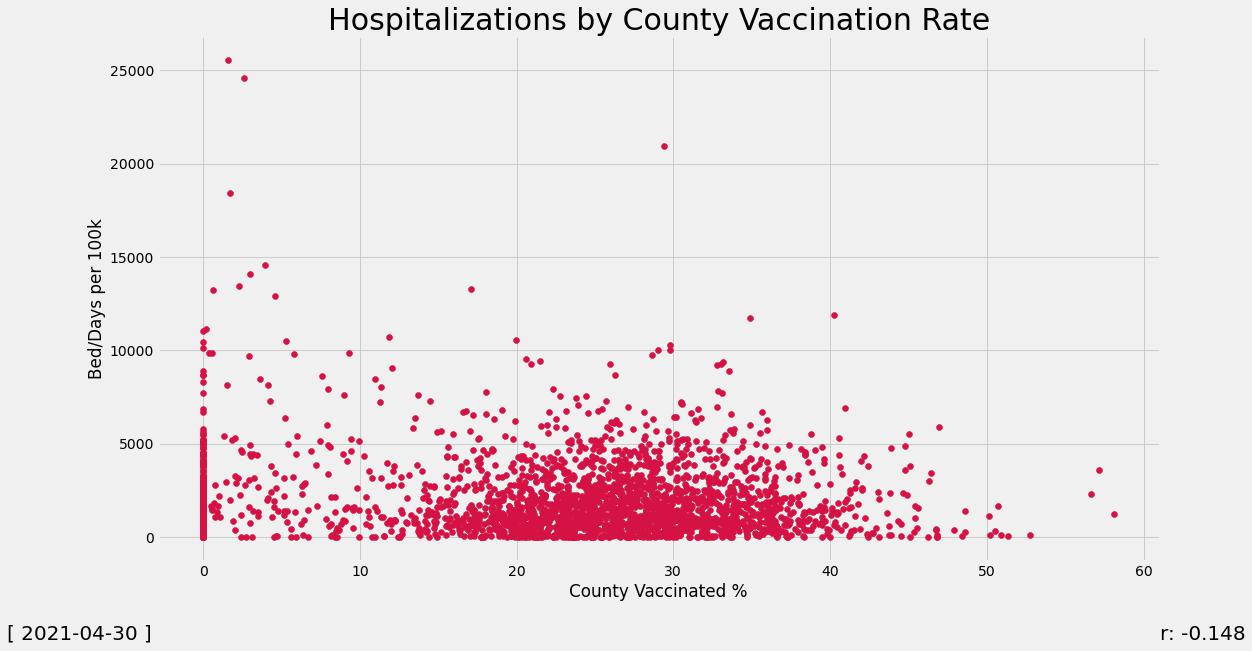 Hospitalizations by County Vaccination Rate
25000
20000
15000
10000
5000
0
Bed/Days per 100k
0 10 20 30 40 50 60
County Vaccinated %
[ 2021-04-30 ]
r: -0.148